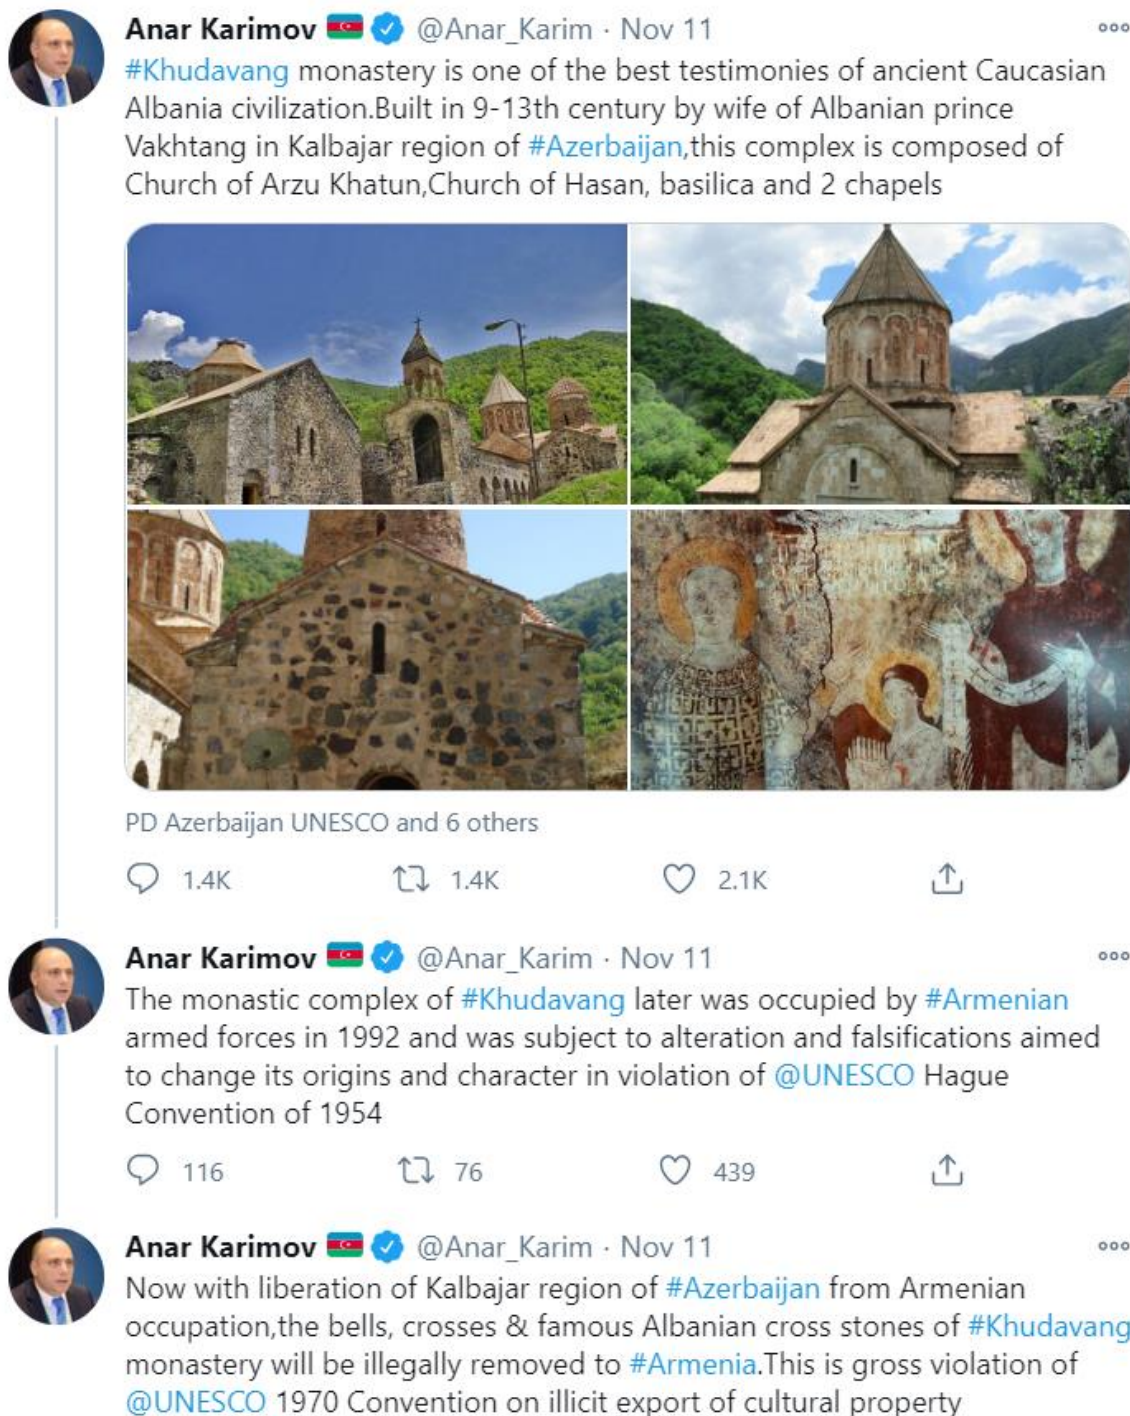 Anar Karimov @Anar_Karim · Nov 11
#Khudavang monastery is one of the best testimonies of ancient Caucasian
Albania civilization.Built in 9-13th century by wife of Albanian prince
Vakhtang in Kalbajar region of #Azerbaijan,this complex is composed of
Church of Arzu Khatun,Church of Hasan, basilica and 2 chapels
PD Azerbaijan UNESCO and 6 others
1.4K 1.4K 2.1K
Anar Karimov @Anar_Karim · Nov 11
The monastic complex of #Khudavang later was occupied by #Armenian
armed forces in 1992 and was subject to alteration and falsifications aimed
to change its origins and character in violation of @UNESCO Hague
Convention of 1954
116 76 439
Anar Karimov @Anar_Karim · Nov 11
Now with liberation of Kalbajar region of #Azerbaijan from Armenian
occupation,the bells, crosses & famous Albanian cross stones of #Khudavang
monastery will be illegally removed to #Armenia.This is gross violation of
@UNESCO 1970 Convention on illicit export of cultural property